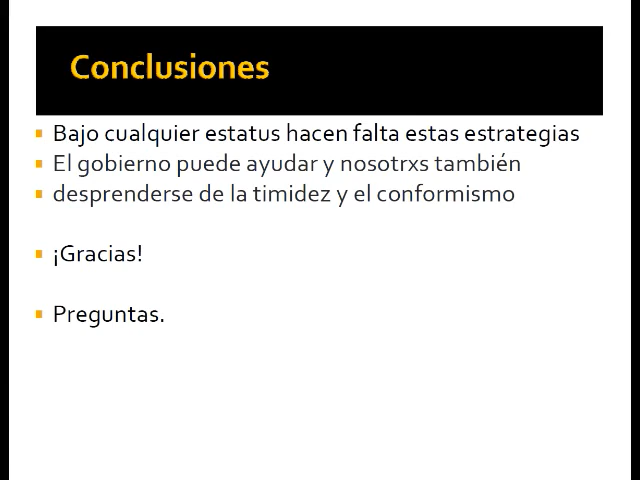 Conclusiones
Bajo cualquier estatus hacen falta estas estrategias
El gobierno puede ayudar y nosotrxs también
desprenderse de la timidez y el conformismo
¡Gracias!
Preguntas.